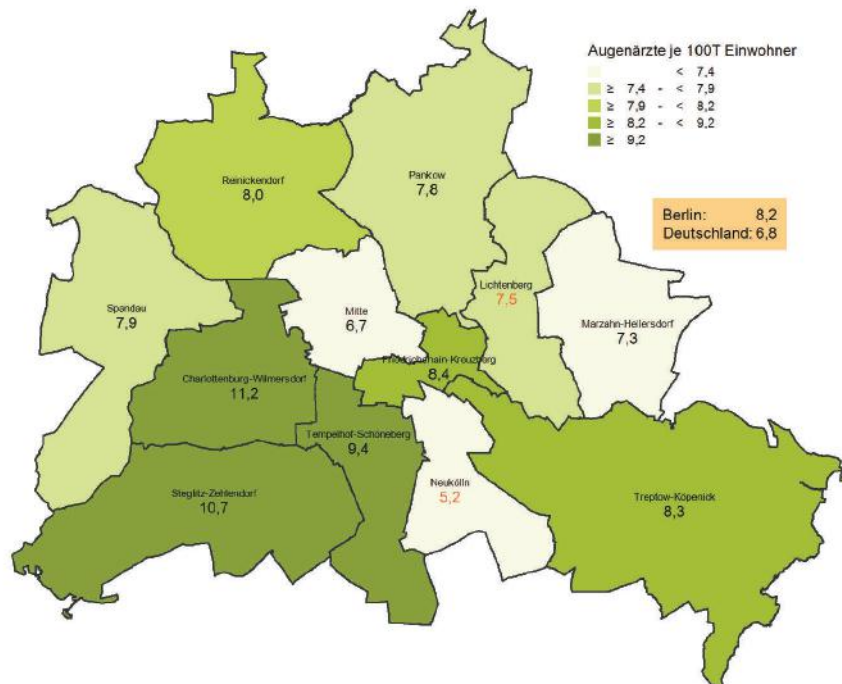 Augenärzte je 100T Einwohner
< 7,4
≥ 7,4 - < 7,9
≥ 7,9 - < 8,2
≥ 8,2 - < 9,2
≥ 9,2
Berlin: 8,2
Deutschland: 6,8
Reinickendorf
8,0
Pankow
7,8
Lichtenberg
7,5
Marzahn-Hellersdorf
7,3
Spandau
7,9
Mitte
6,7
Friedrichshain-Kreuzberg
8,4
Charlottenburg-Wilmersdorf
11,2
Tempelhof-Schöneberg
9,4
Steglitz-Zehlendorf
10,7
Neukölln
5,2
Treptow-Köpenick
8,3